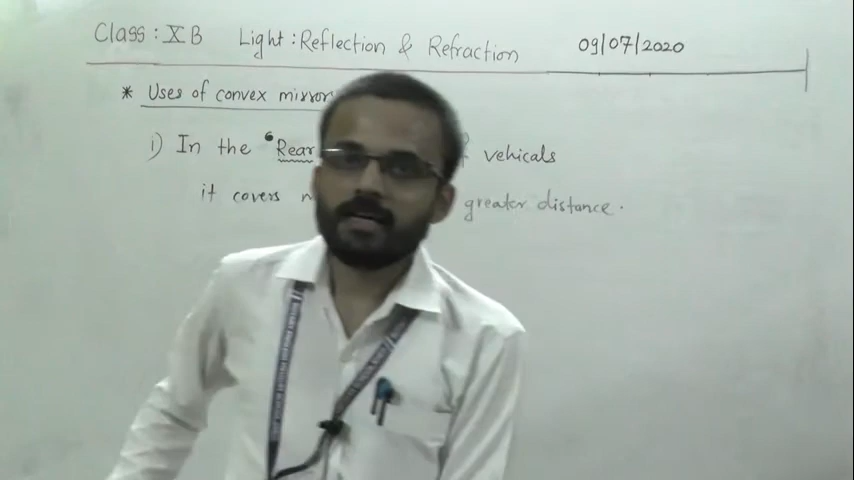 Class : X B Light : Reflection & Refraction 09/07/2020
* Uses of convex mirror
i) In the "Rear vehicals
it covers greater distance.